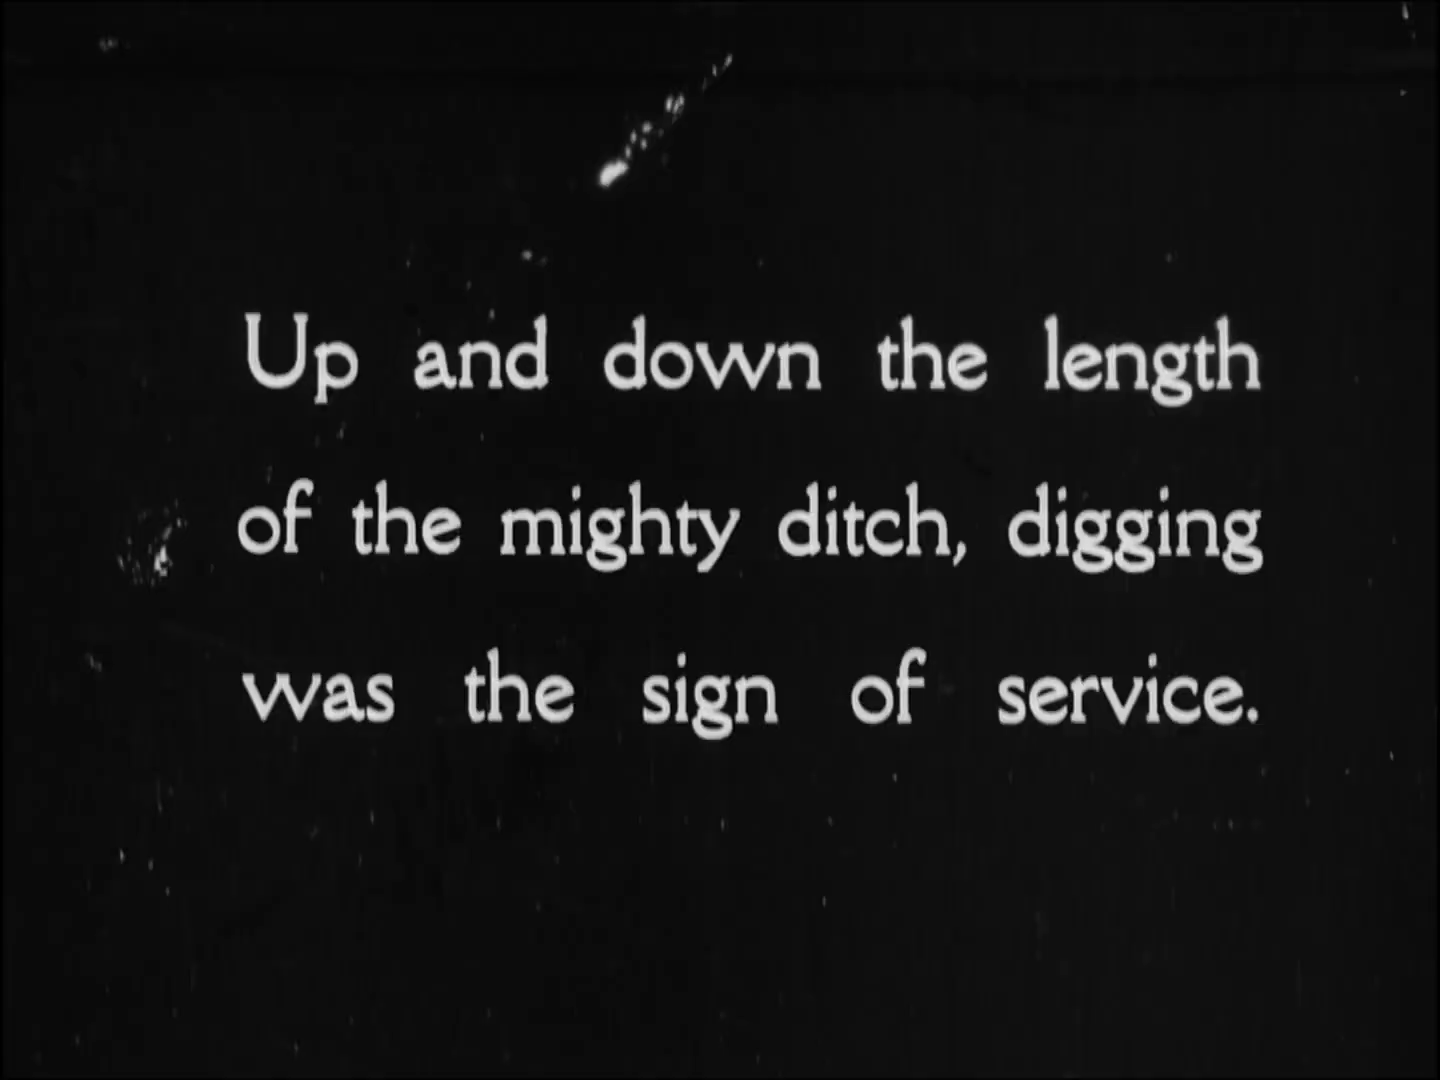 Up and down the length
of the mighty ditch, digging
was the sign of service.